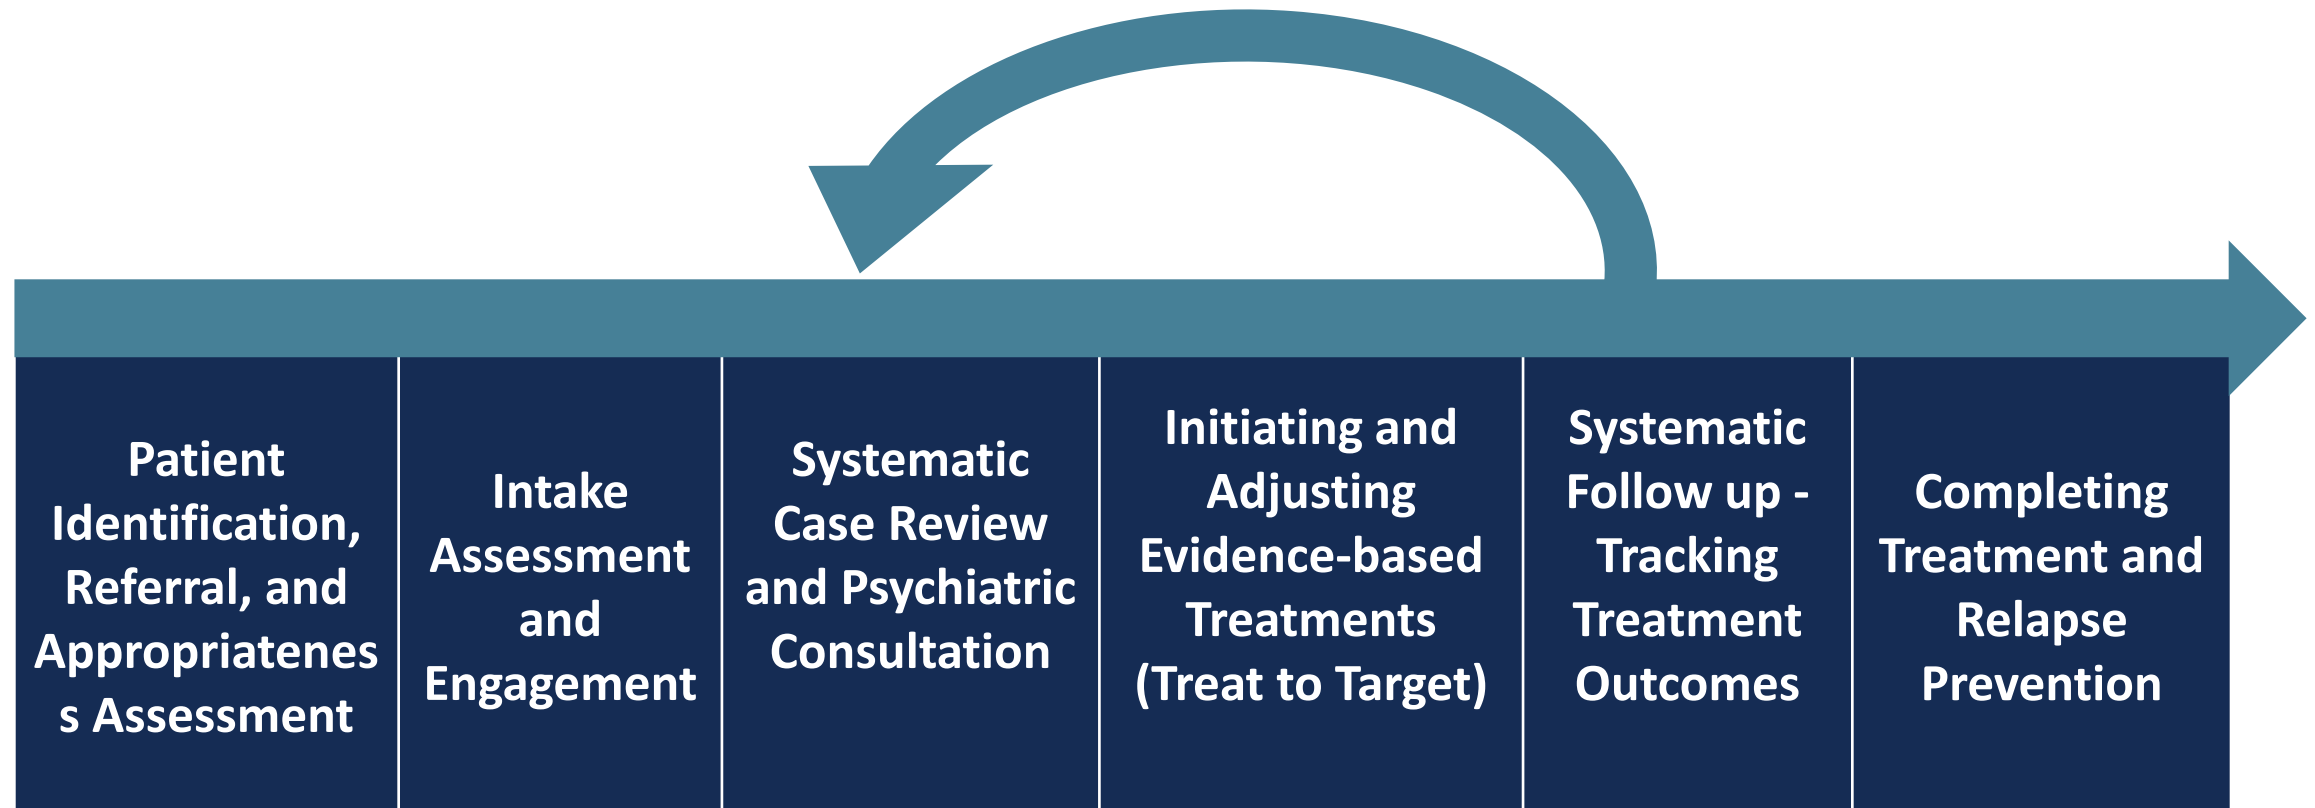 Patient
Identification,
Referral, and
Appropriatenes
s Assessment
Intake
Assessment
and
Engagement
Systematic
Case Review
and Psychiatric
Consultation
Initiating and
Adjusting
Evidence-based
Treatments
(Treat to Target)
Systematic
Follow up -
Tracking
Treatment
Outcomes
Completing
Treatment and
Relapse
Prevention